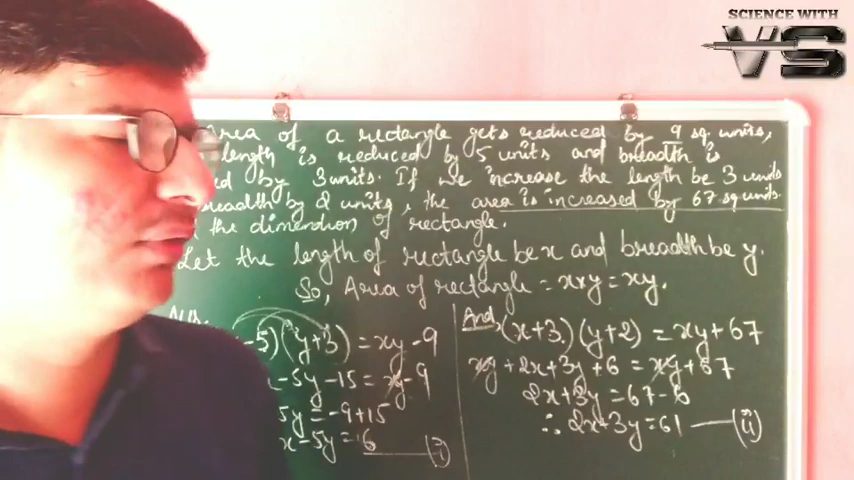 SCIENCE WITH
VS
Area of a rectangle gets reduced by 9 sq. units,
length is reduced by 5 units and breadth is
ed by 3 units. If we increase the length be 3 units
breadth by 2 units, the area is increased by 67 sq units.
the dimension of rectangle.
Let the length of rectangle be x and breadth be y.
So, Area of rectangle = x×y = xy.
-5)(y+3) = xy-9
x-5y-15 = xy-9
5y = -9+15
x-5y = 6 —(i)
And, (x+3)(y+2) = xy+67
xy+2x+3y+6 = xy+67
2x+3y = 67-6
∴ 2x+3y = 61 —(ii)